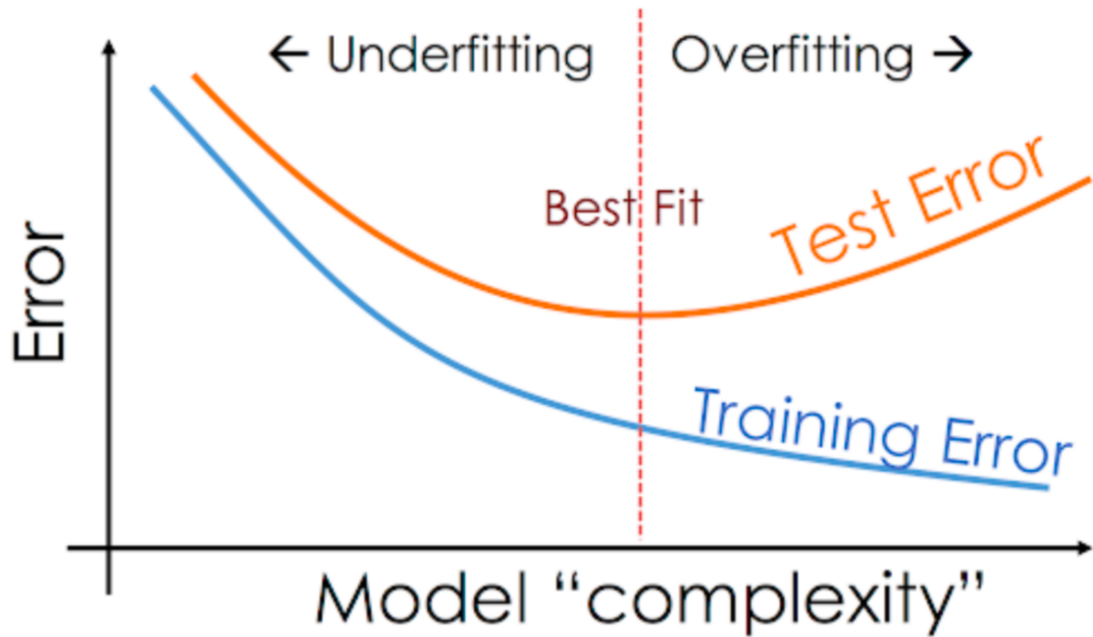 ← Underfitting
Overfitting →
Best Fit
Test Error
Error
Training Error
Model “complexity”